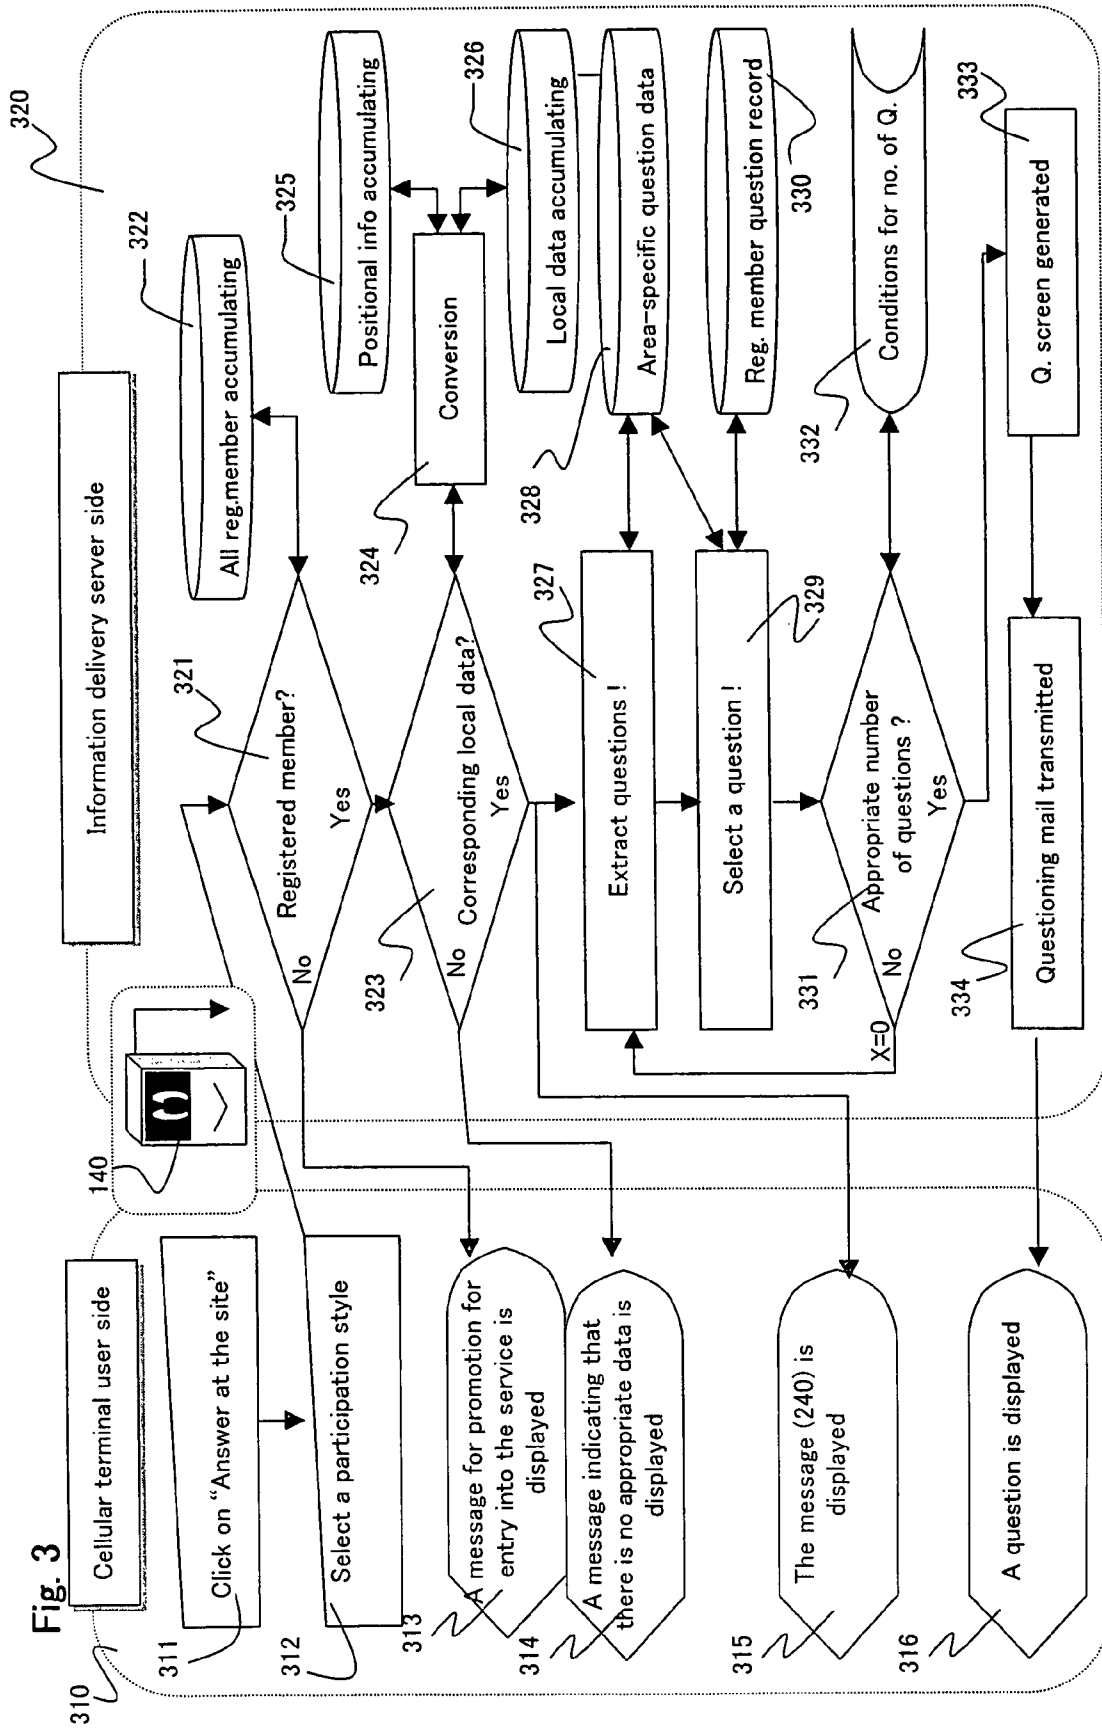 Fig. 3
310
Cellular terminal user side
311
Click on “Answer at the site”
312
Select a participation style
313
A message for promotion for
entry into the service is
displayed
314
A message indicating that
there is no appropriate data is
displayed
315
The message (240) is
displayed
316
A question is displayed
140
320
Information delivery server side
321
Registered member?
No
Yes
322
All reg.member accumulating
323
Corresponding local data?
No
Yes
324
Conversion
325
Positional info accumulating
326
Local data accumulating
327
Extract questions !
328
Area-specific question data
329
Select a question !
330
Reg. member question record
331
Appropriate number
of questions ?
No
Yes
X=0
332
Conditions for no. of Q.
333
Q. screen generated
334
Questioning mail transmitted